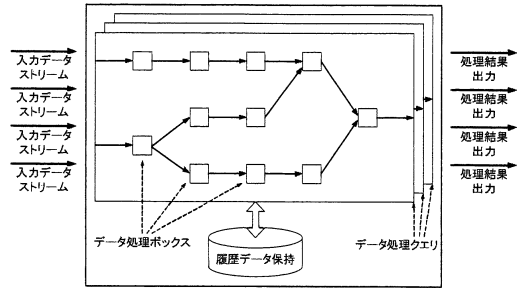 入力データ
ストリーム
入力データ
ストリーム
入力データ
ストリーム
入力データ
ストリーム
処理結果
出力
処理結果
出力
処理結果
出力
処理結果
出力
データ処理ボックス
データ処理クエリ
履歴データ保持